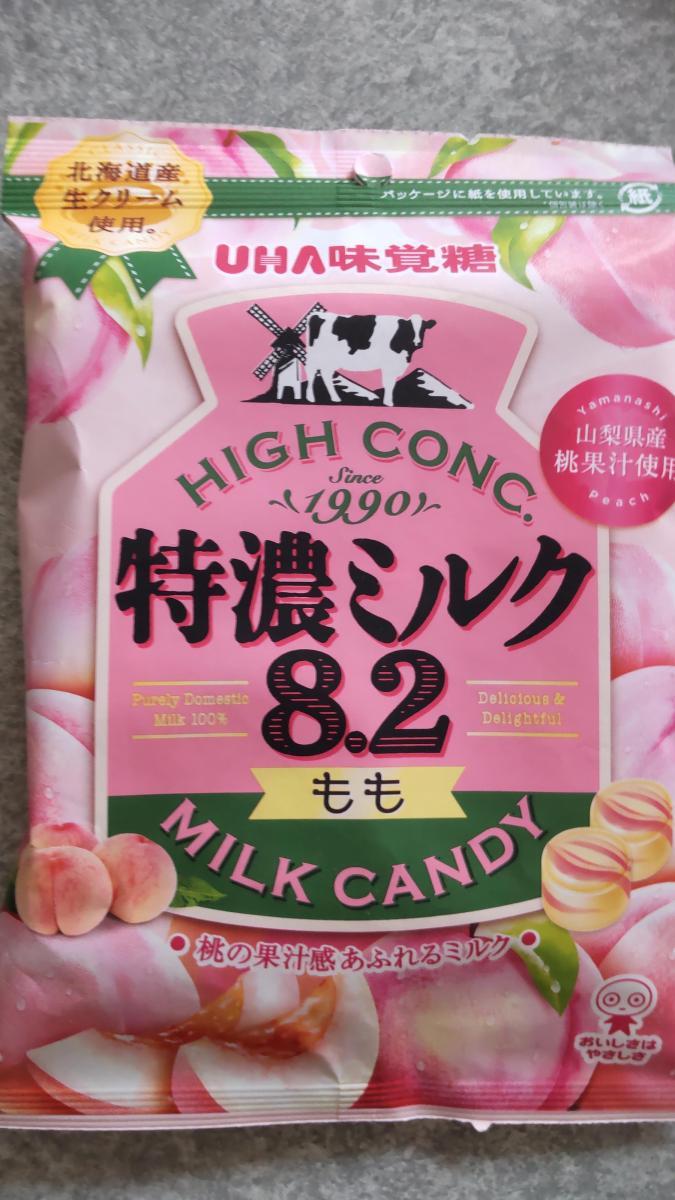 北海道産
生クリーム
使用。
パッケージに紙を使用しています。
紙
UHA味覚糖
Yamanashi
山梨県産
桃果汁使用
Peach
HIGH CONC.
Since
1990
特濃ミルク
8.2
Purely Domestic
Milk 100%
Delicious &
Delightful
もも
MILK CANDY
桃の果汁感あふれるミルク
おいしさは
やさしさ